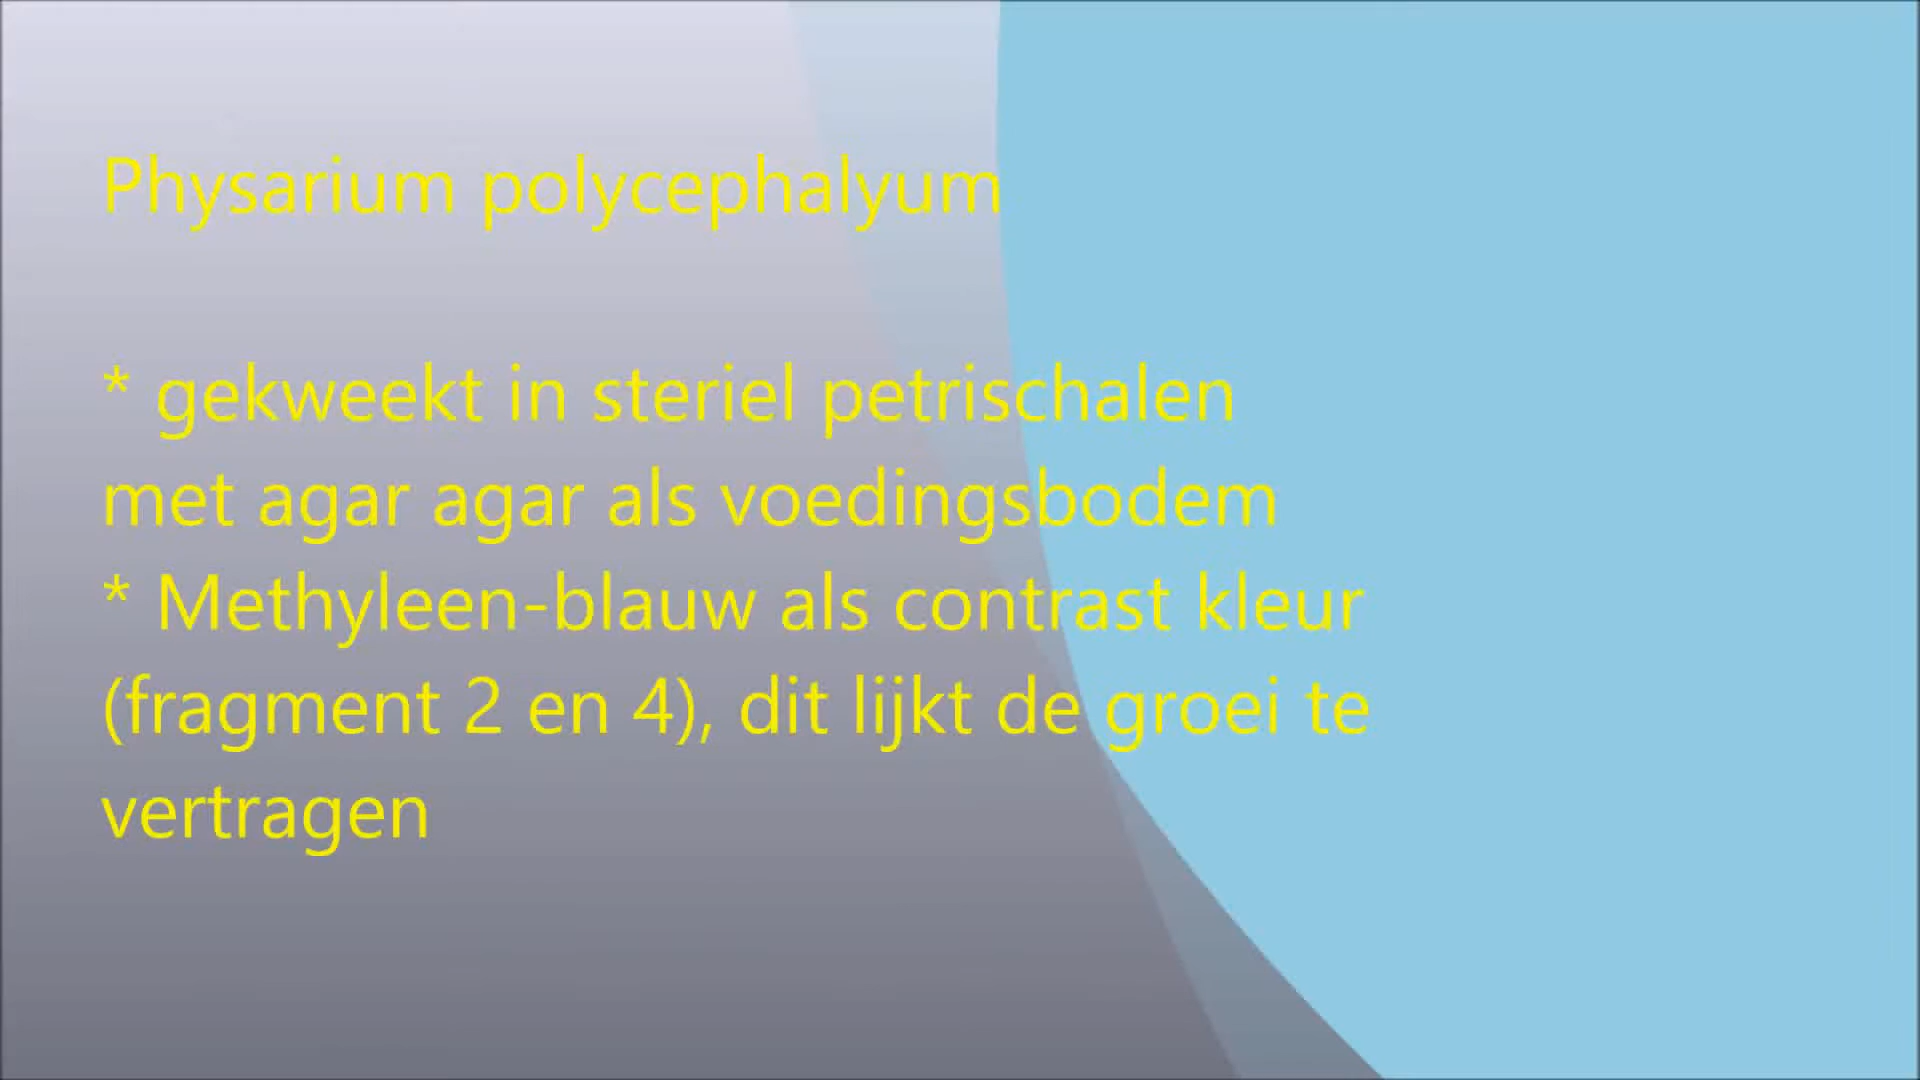 Physarium polycephalyum
* gekweekt in steriel petrischalen
met agar agar als voedingsbodem
* Methyleen-blauw als contrast kleur
(fragment 2 en 4), dit lijkt de groei te
vertragen